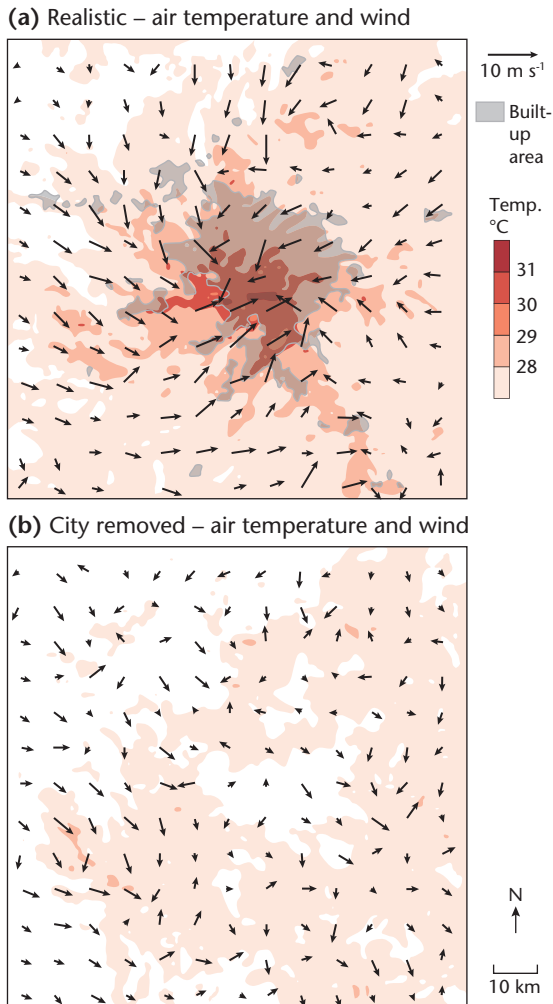 (a) Realistic – air temperature and wind
10 m s⁻¹
Built-
up
area
Temp.
°C
31
30
29
28
(b) City removed – air temperature and wind
N
10 km